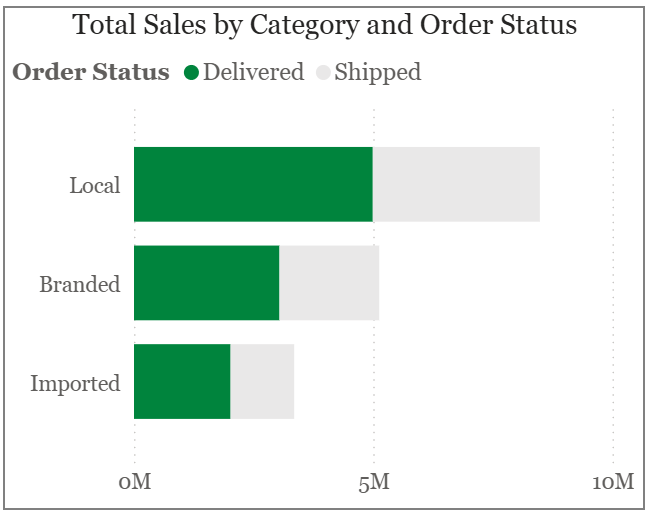 Total Sales by Category and Order Status
Order Status Delivered Shipped
Local
Branded
Imported
0M 5M 10M